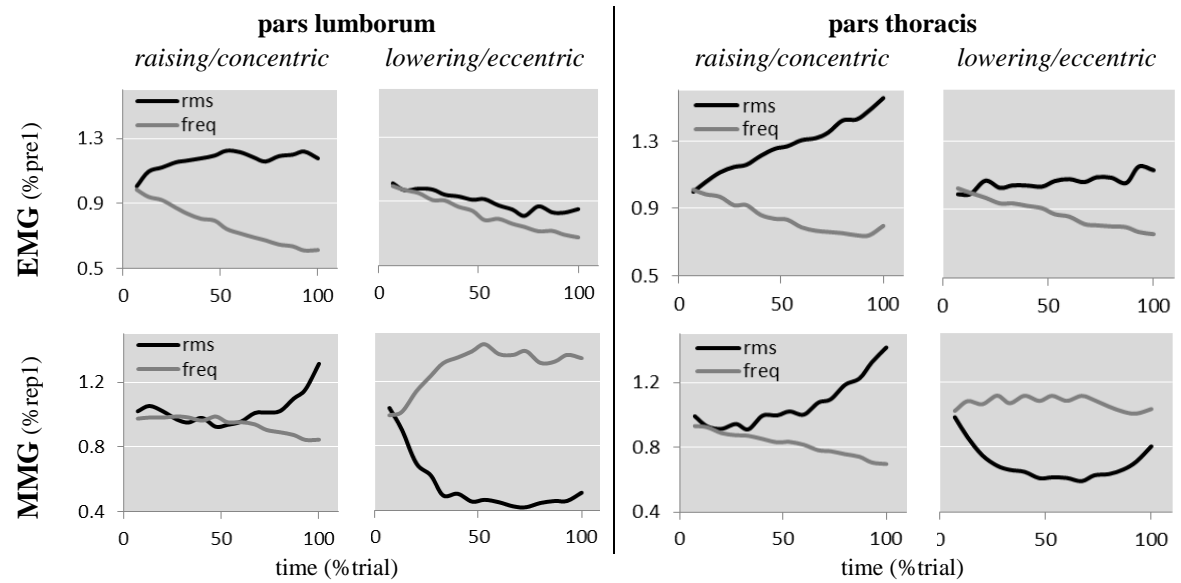 pars lumborum pars thoracis
raising/concentric lowering/eccentric raising/concentric lowering/eccentric
EMG (%pre1)
rms
freq
1.3
0.9
0.5
0 50 100
0 50 100
rms
freq
1.3
0.9
0.5
0 50 100
0 50 100
MMG (%rep1)
rms
freq
1.2
0.8
0.4
0 50 100
0 50 100
rms
freq
1.2
0.8
0.4
0 50 100
0 50 100
time (%trial) time (%trial)